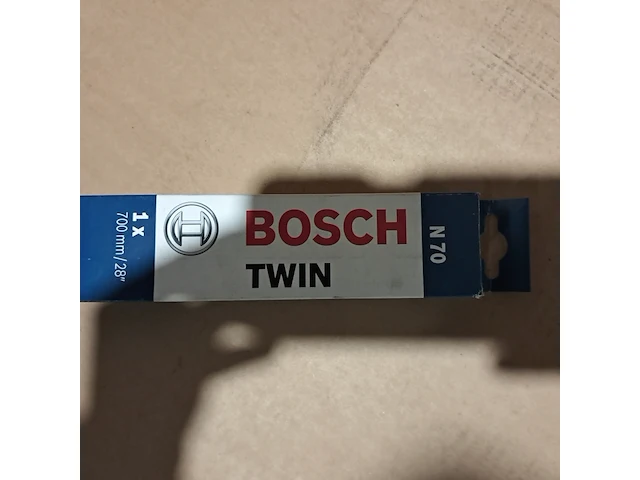 1 x
700 mm / 28"
BOSCH
TWIN
N 70